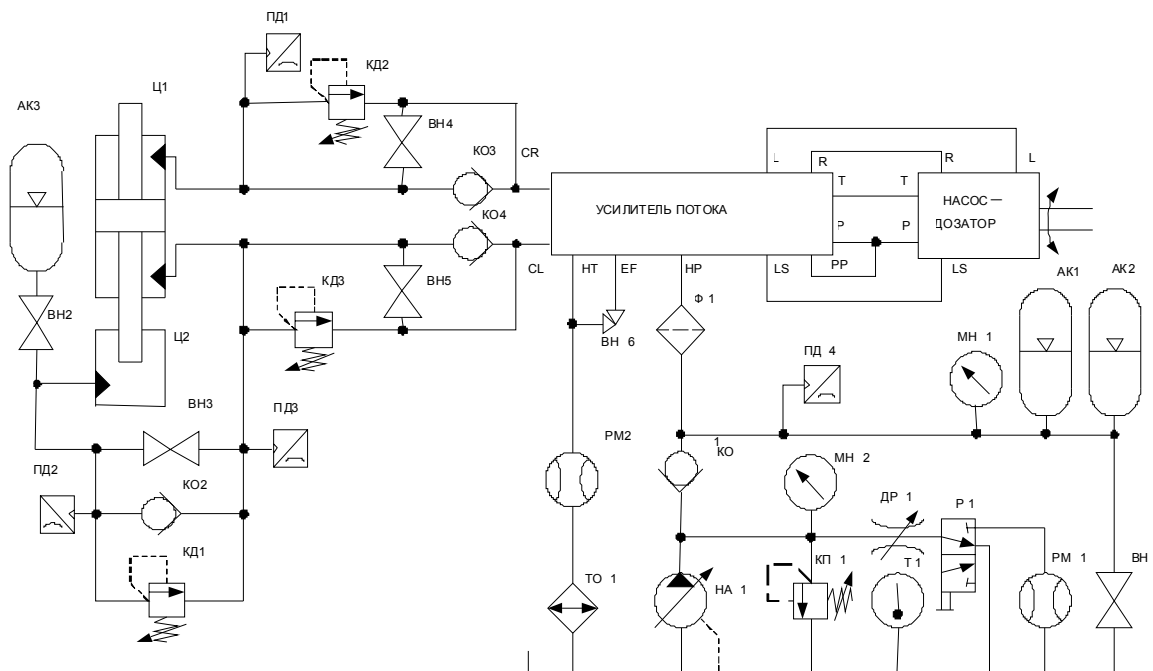 ПД1
КД2
Ц1
АК3
ВН4
КО3
CR
L
R
R
L
T
T
УСИЛИТЕЛЬ ПОТОКА
НАСОС —
ДОЗАТОР
P
P
КО4
CL
HT
EF
HP
LS
PP
LS
КД3
ВН5
АК1
АК2
Ф 1
ВН2
ВН 6
МН 1
Ц2
ПД 4
ВН3
ПД3
РМ2
1
КО
МН 2
ПД2
КО2
ДР 1
Р 1
КД1
ТО 1
НА 1
КП 1
Т 1
РМ 1
ВН